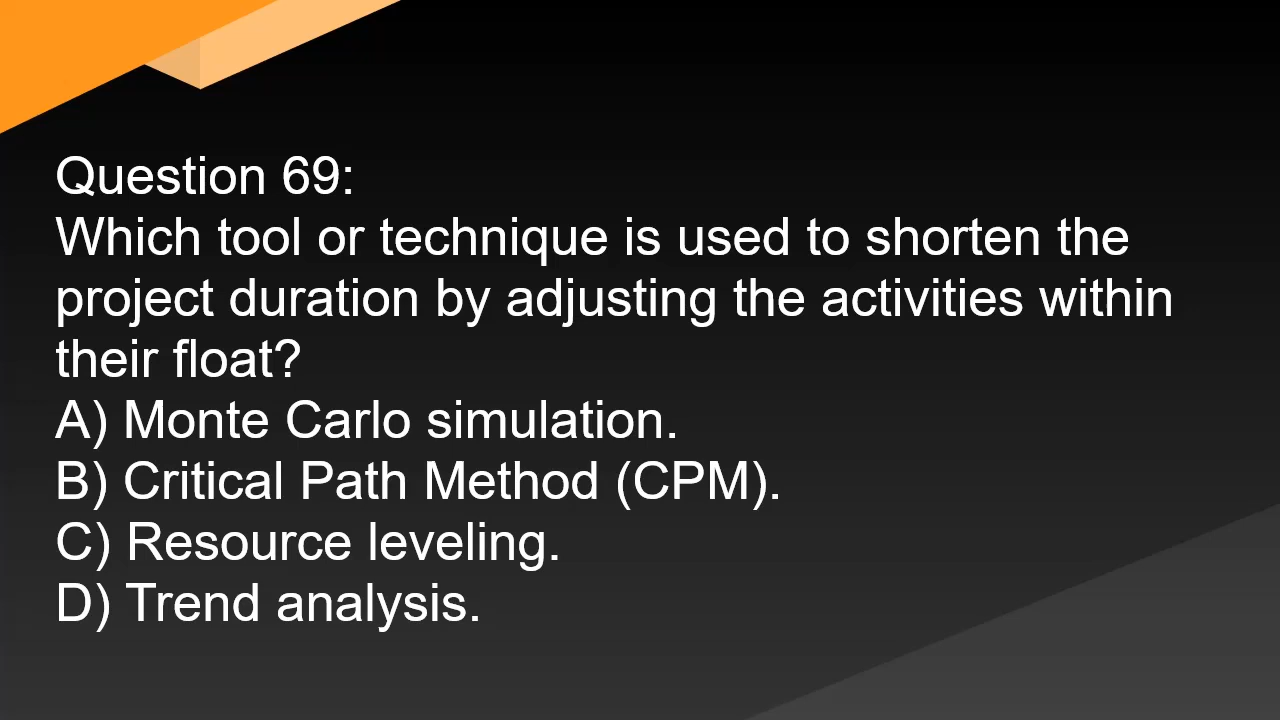 Question 69:
Which tool or technique is used to shorten the
project duration by adjusting the activities within
their float?
A) Monte Carlo simulation.
B) Critical Path Method (CPM).
C) Resource leveling.
D) Trend analysis.